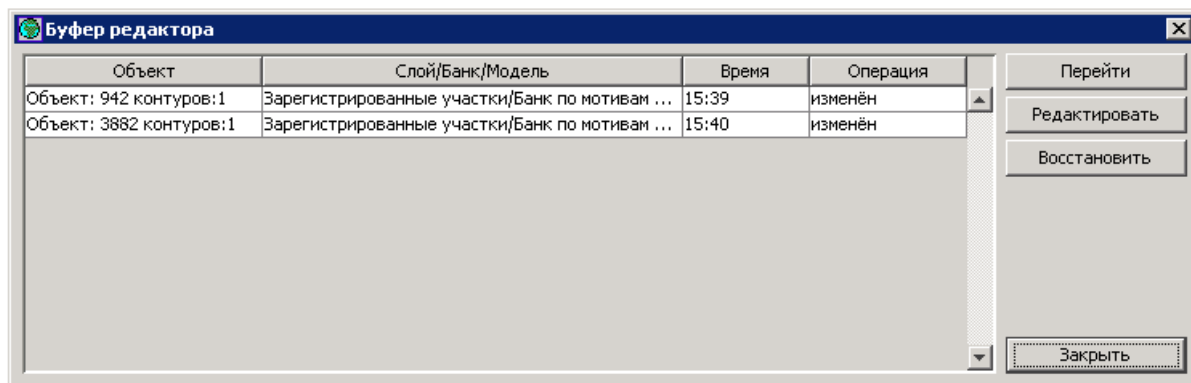 Буфер редактора
Объект Слой/Банк/Модель Время Операция
Объект: 942 контуров:1 Зарегистрированные участки/Банк по мотивам ... 15:39 изменён
Объект: 3882 контуров:1 Зарегистрированные участки/Банк по мотивам ... 15:40 изменён
Перейти
Редактировать
Восстановить
Закрыть